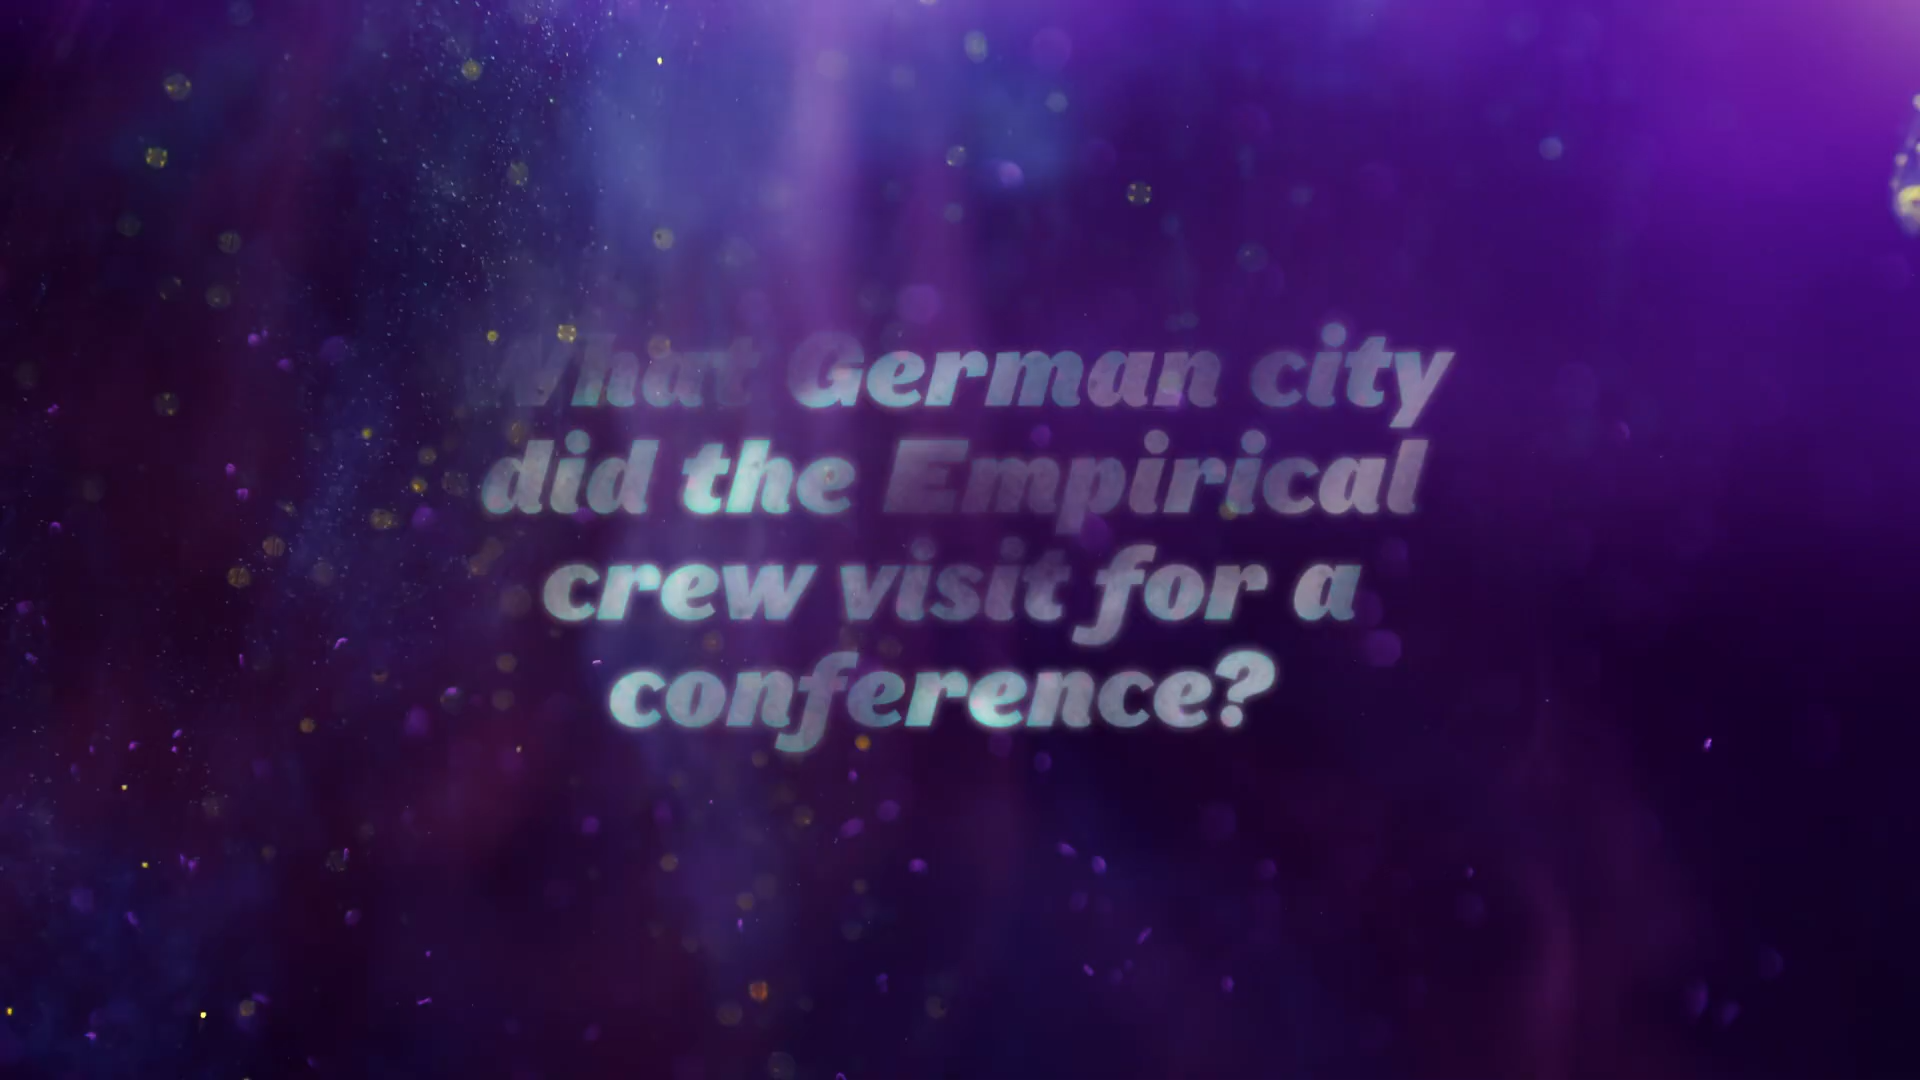 What German city
did the Empirical
crew visit for a
conference?